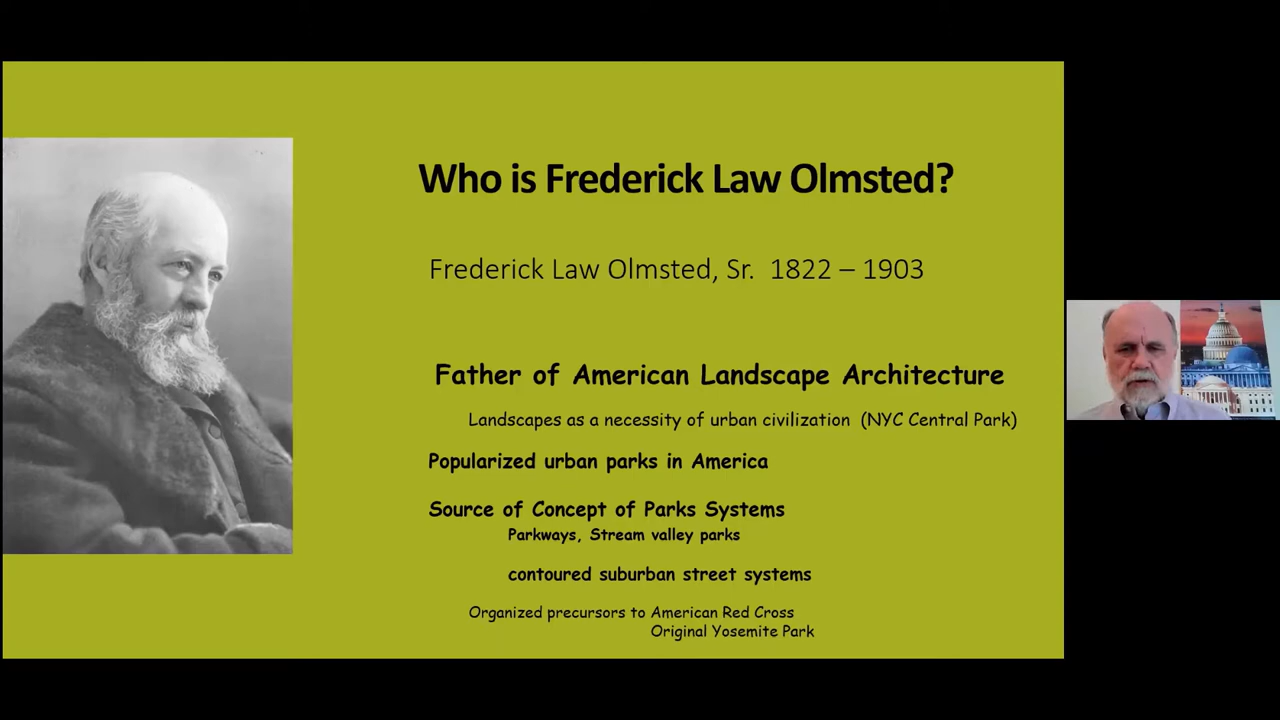 Who is Frederick Law Olmsted?
Frederick Law Olmsted, Sr. 1822 – 1903
Father of American Landscape Architecture
Landscapes as a necessity of urban civilization (NYC Central Park)
Popularized urban parks in America
Source of Concept of Parks Systems
Parkways, Stream valley parks
contoured suburban street systems
Organized precursors to American Red Cross
Original Yosemite Park